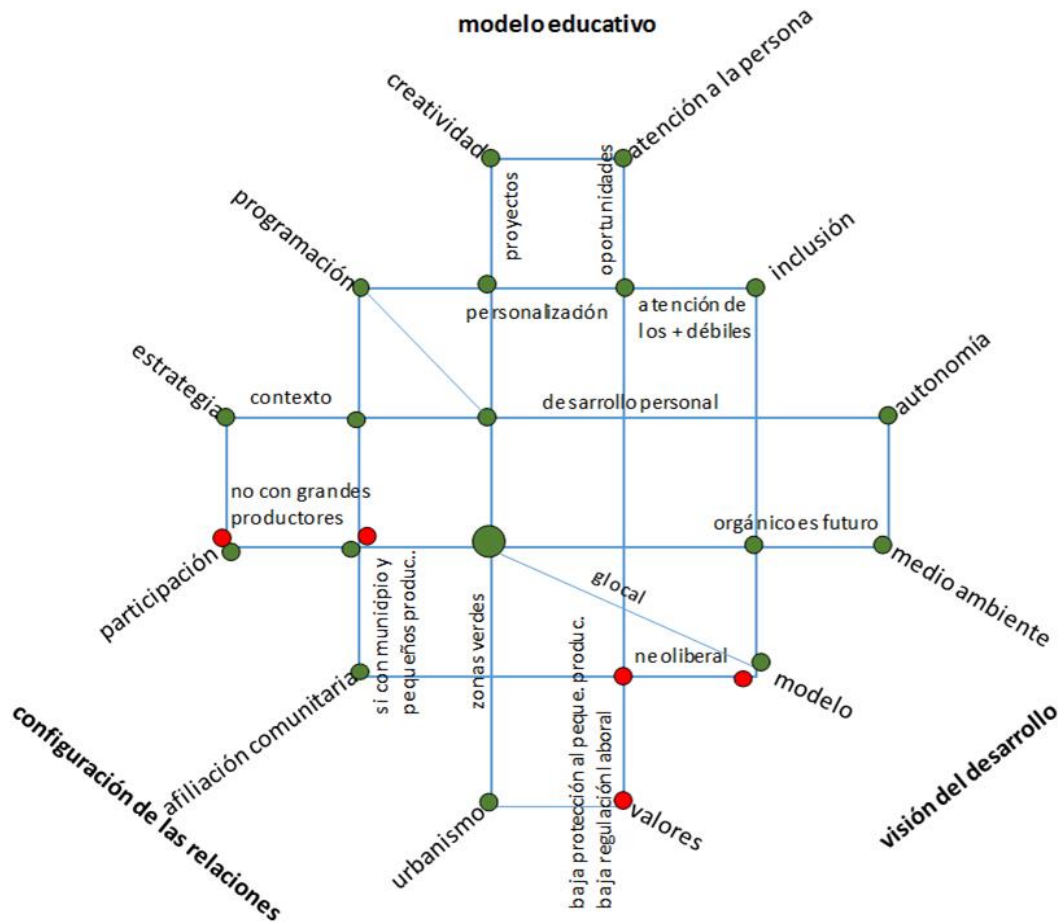 modelo educativo
creatividad
atención a la persona
proyectos
oportunidades
programación
inclusión
personalización
atención de
los + débiles
estrategia
contexto
desarrollo personal
autonomía
no con grandes
productores
orgánico es futuro
participación
si con município y
pequeños produc..
zonas verdes
glocal
medio ambiente
baja protección al peque. produc.
baja regulación laboral
neoliberal
modelo
afiliación comunitaria
urbanismo
valores
configuración de las relaciones
visión del desarrollo